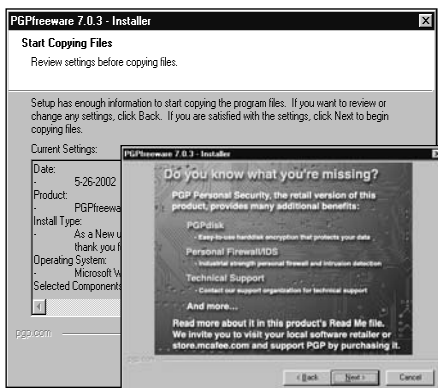 PGPfreeware 7.0.3 - Installer
Start Copying Files
Review settings before copying files.
Setup has enough information to start copying the program files. If you want to review or
change any settings, click Back. If you are satisfied with the settings, click Next to begin
copying files.
Current Settings:
Date:
- 5-26-2002
Product:
- PGPfreewa
Install Type:
- As a New u
thank you f
Operating System:
- Microsoft W
Selected Components
pgp.com
PGPfreeware 7.0.3 - Installer
Do you know what you're missing?
PGP Personal Security, the retail version of this
product, provides many additional benefits:
PGPdisk
- Easy-to-use harddisk encryption that protects your data
Personal Firewall/IDS
- Industrial strength personal firewall and intrusion detection
Technical Support
- Contact our support organization for technical support
And more...
Read more about it in this product's Read Me file.
We invite you to visit your local software retailer or
store.mcafee.com and support PGP by purchasing it.
pgp.com
< Back
Next >
Cancel